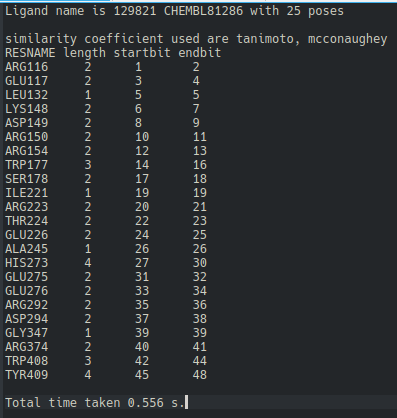 Ligand name is 129821 CHEMBL81286 with 25 poses
similarity coefficient used are tanimoto, mcconaughey
RESNAME length startbit endbit
ARG116 2 1 2
GLU117 2 3 4
LEU132 1 5 5
LYS148 2 6 7
ASP149 2 8 9
ARG150 2 10 11
ARG154 2 12 13
TRP177 3 14 16
SER178 2 17 18
ILE221 1 19 19
ARG223 2 20 21
THR224 2 22 23
GLU226 2 24 25
ALA245 1 26 26
HIS273 4 27 30
GLU275 2 31 32
GLU276 2 33 34
ARG292 2 35 36
ASP294 2 37 38
GLY347 1 39 39
ARG374 2 40 41
TRP408 3 42 44
TYR409 4 45 48
Total time taken 0.556 s.